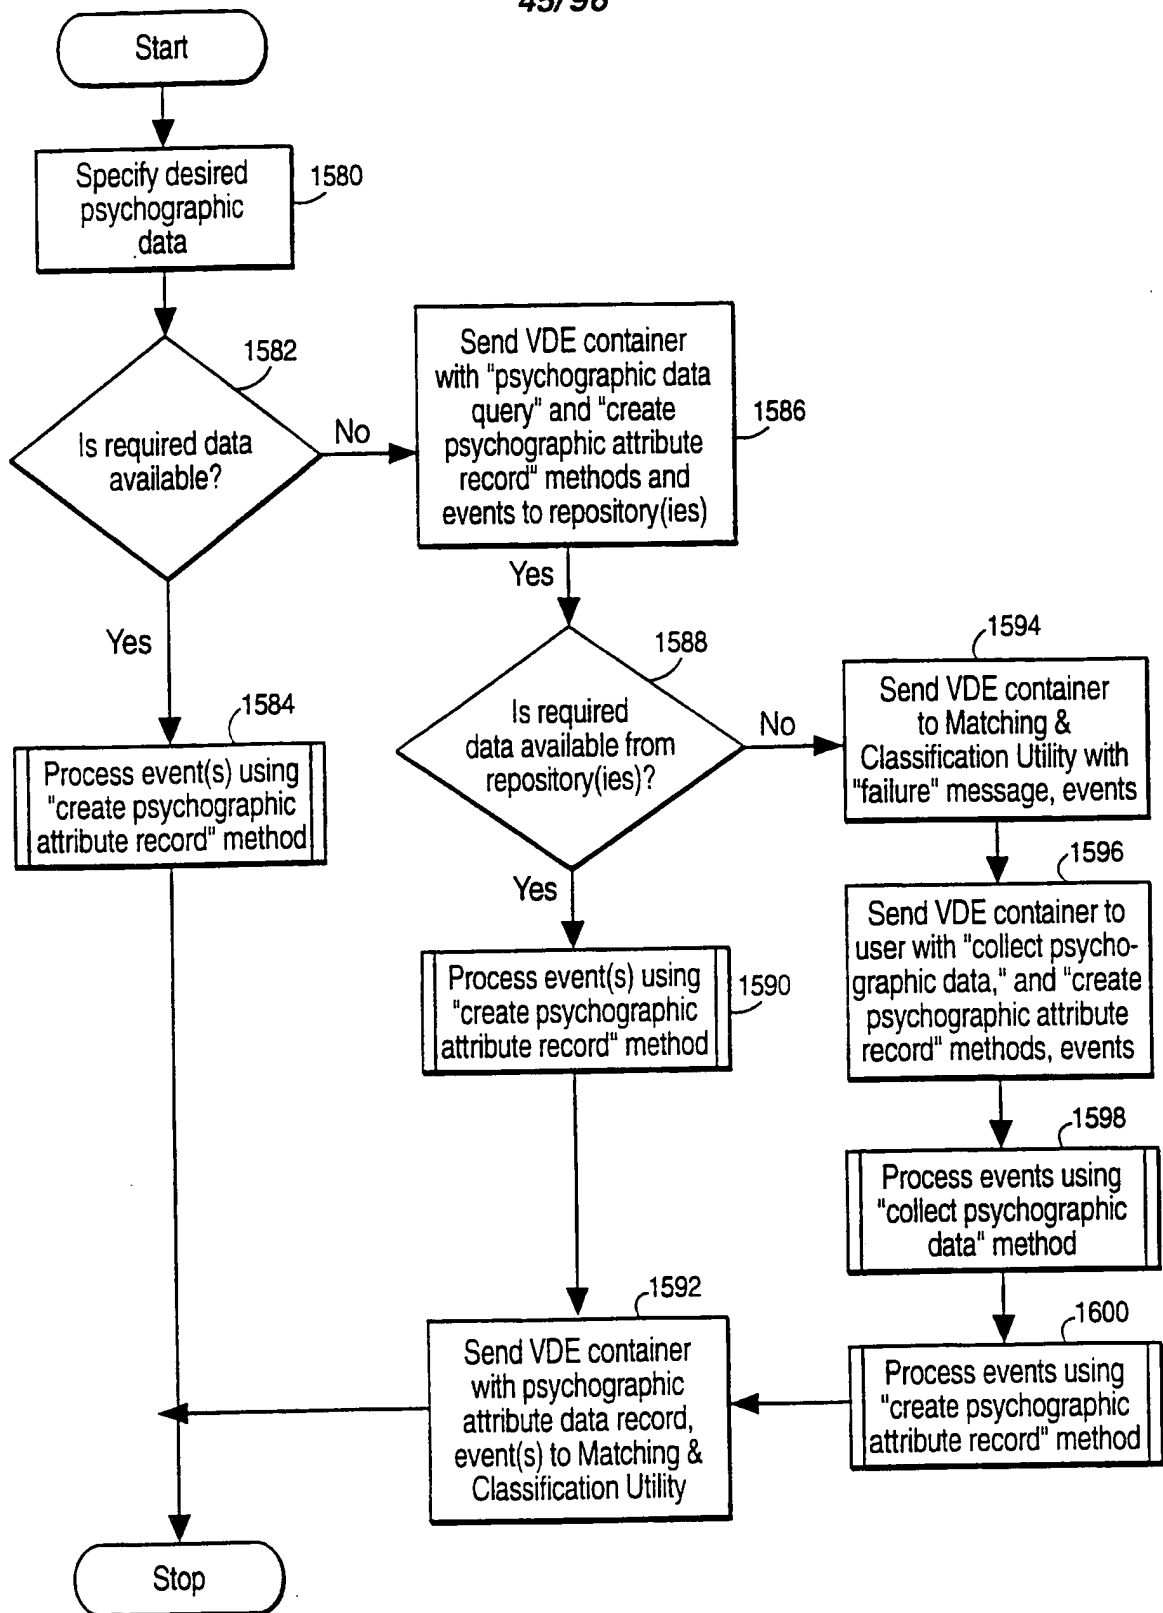 45/96
Start
Specify desired
psychographic
data
1580
1582
Is required data
available?
No
Yes
Send VDE container
with "psychographic data
query" and "create
psychographic attribute
record" methods and
events to repository(ies)
1586
Yes
1584
Process event(s) using
"create psychographic
attribute record" method
1588
Is required
data available from
repository(ies)?
No
Yes
1594
Send VDE container
to Matching &
Classification Utility with
"failure" message, events
1596
Send VDE container to
user with "collect psycho-
graphic data," and "create
psychographic attribute
record" methods, events
Process event(s) using
"create psychographic
attribute record" method
1590
1598
Process events using
"collect psychographic
data" method
1600
Process events using
"create psychographic
attribute record" method
1592
Send VDE container
with psychographic
attribute data record,
event(s) to Matching &
Classification Utility
Stop